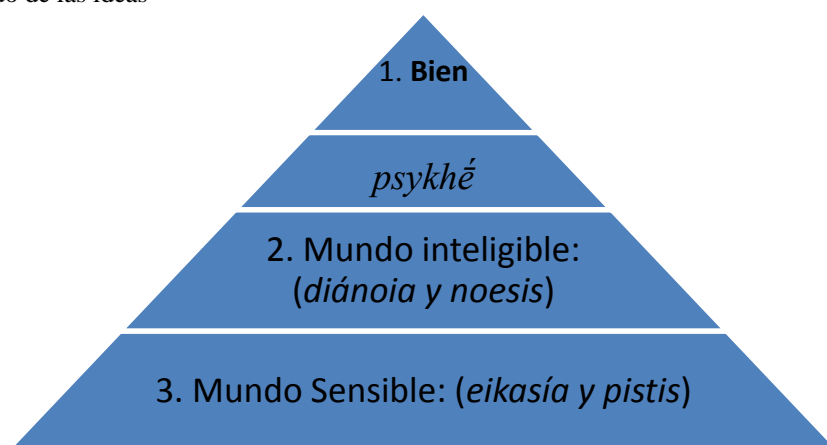 de las ideas
1. Bien
psykhḗ
2. Mundo inteligible:
(diánoia y noesis)
3. Mundo Sensible: (eikasía y pistis)